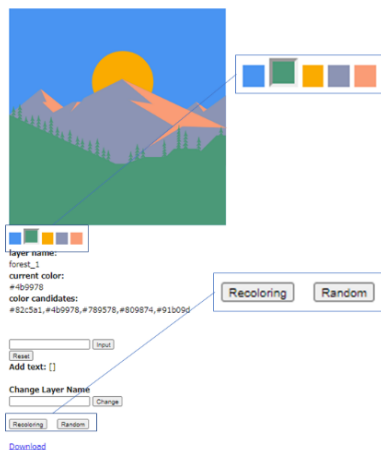 layer name:
forest_1
current color:
#4b9978
color candidates:
#82c5a1,#4b9978,#789578,#809874,#91b09d
Input
Reset
Add text: []
Change Layer Name
Change
Recoloring Random
Download
Recoloring Random